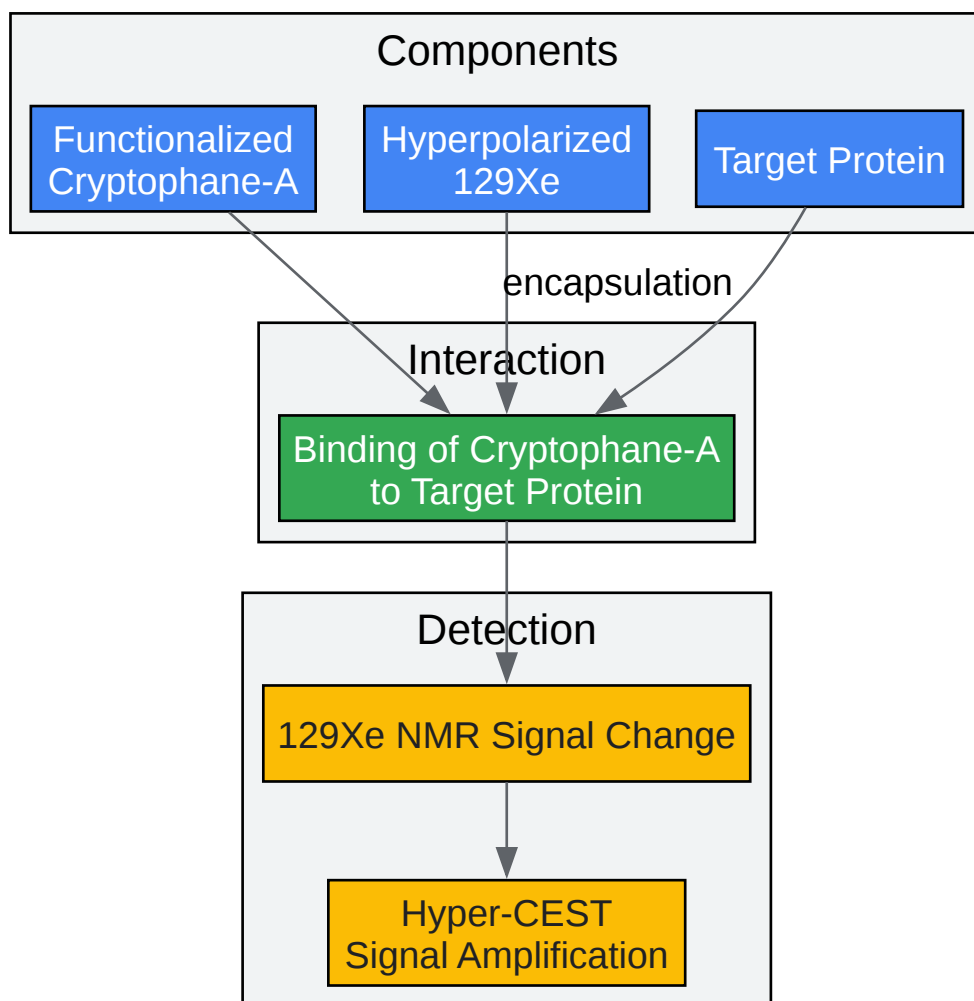 Components
Functionalized
Cryptophane-A
Hyperpolarized
129Xe
Target Protein
encapsulation
Interaction
Binding of Cryptophane-A
to Target Protein
Detection
129Xe NMR Signal Change
Hyper-CEST
Signal Amplification